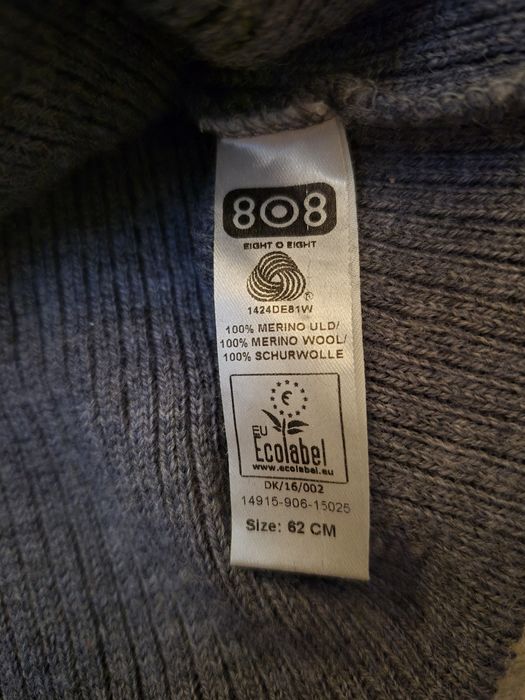 808
EIGHT O EIGHT
®
1424DE81W
100% MERINO ULD/
100% MERINO WOOL/
100% SCHURWOLLE
€
EU
Ecolabel
www.ecolabel.eu
DK/16/002
14915-906-15025
Size: 62 CM